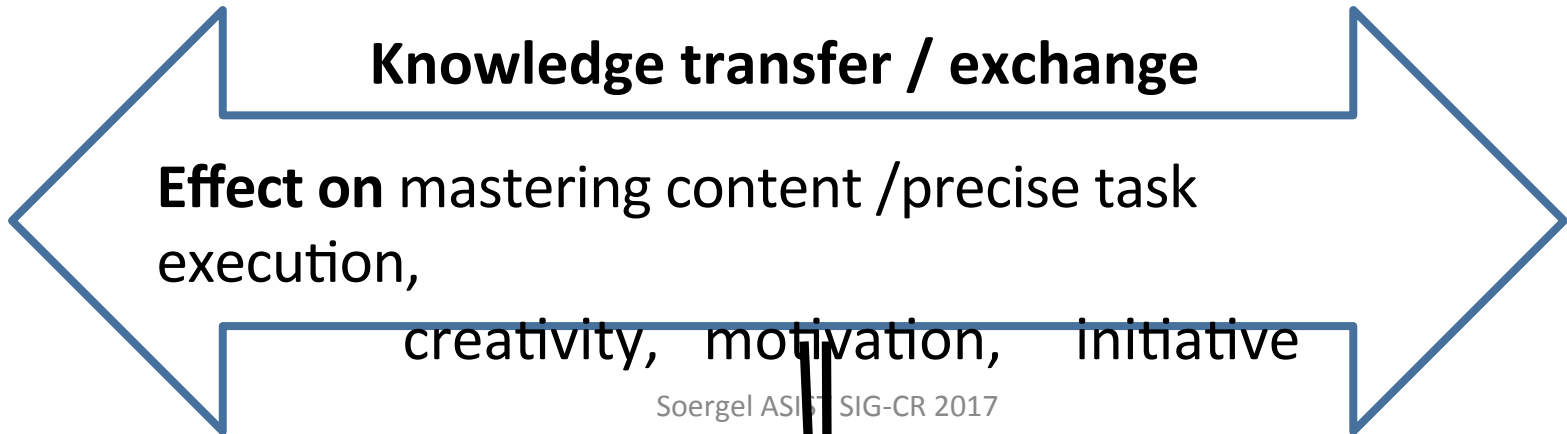 Knowledge transfer / exchange
Effect on mastering content /precise task
execution,
creativity, motivation, initiative
Soergel ASIST SIG-CR 2017